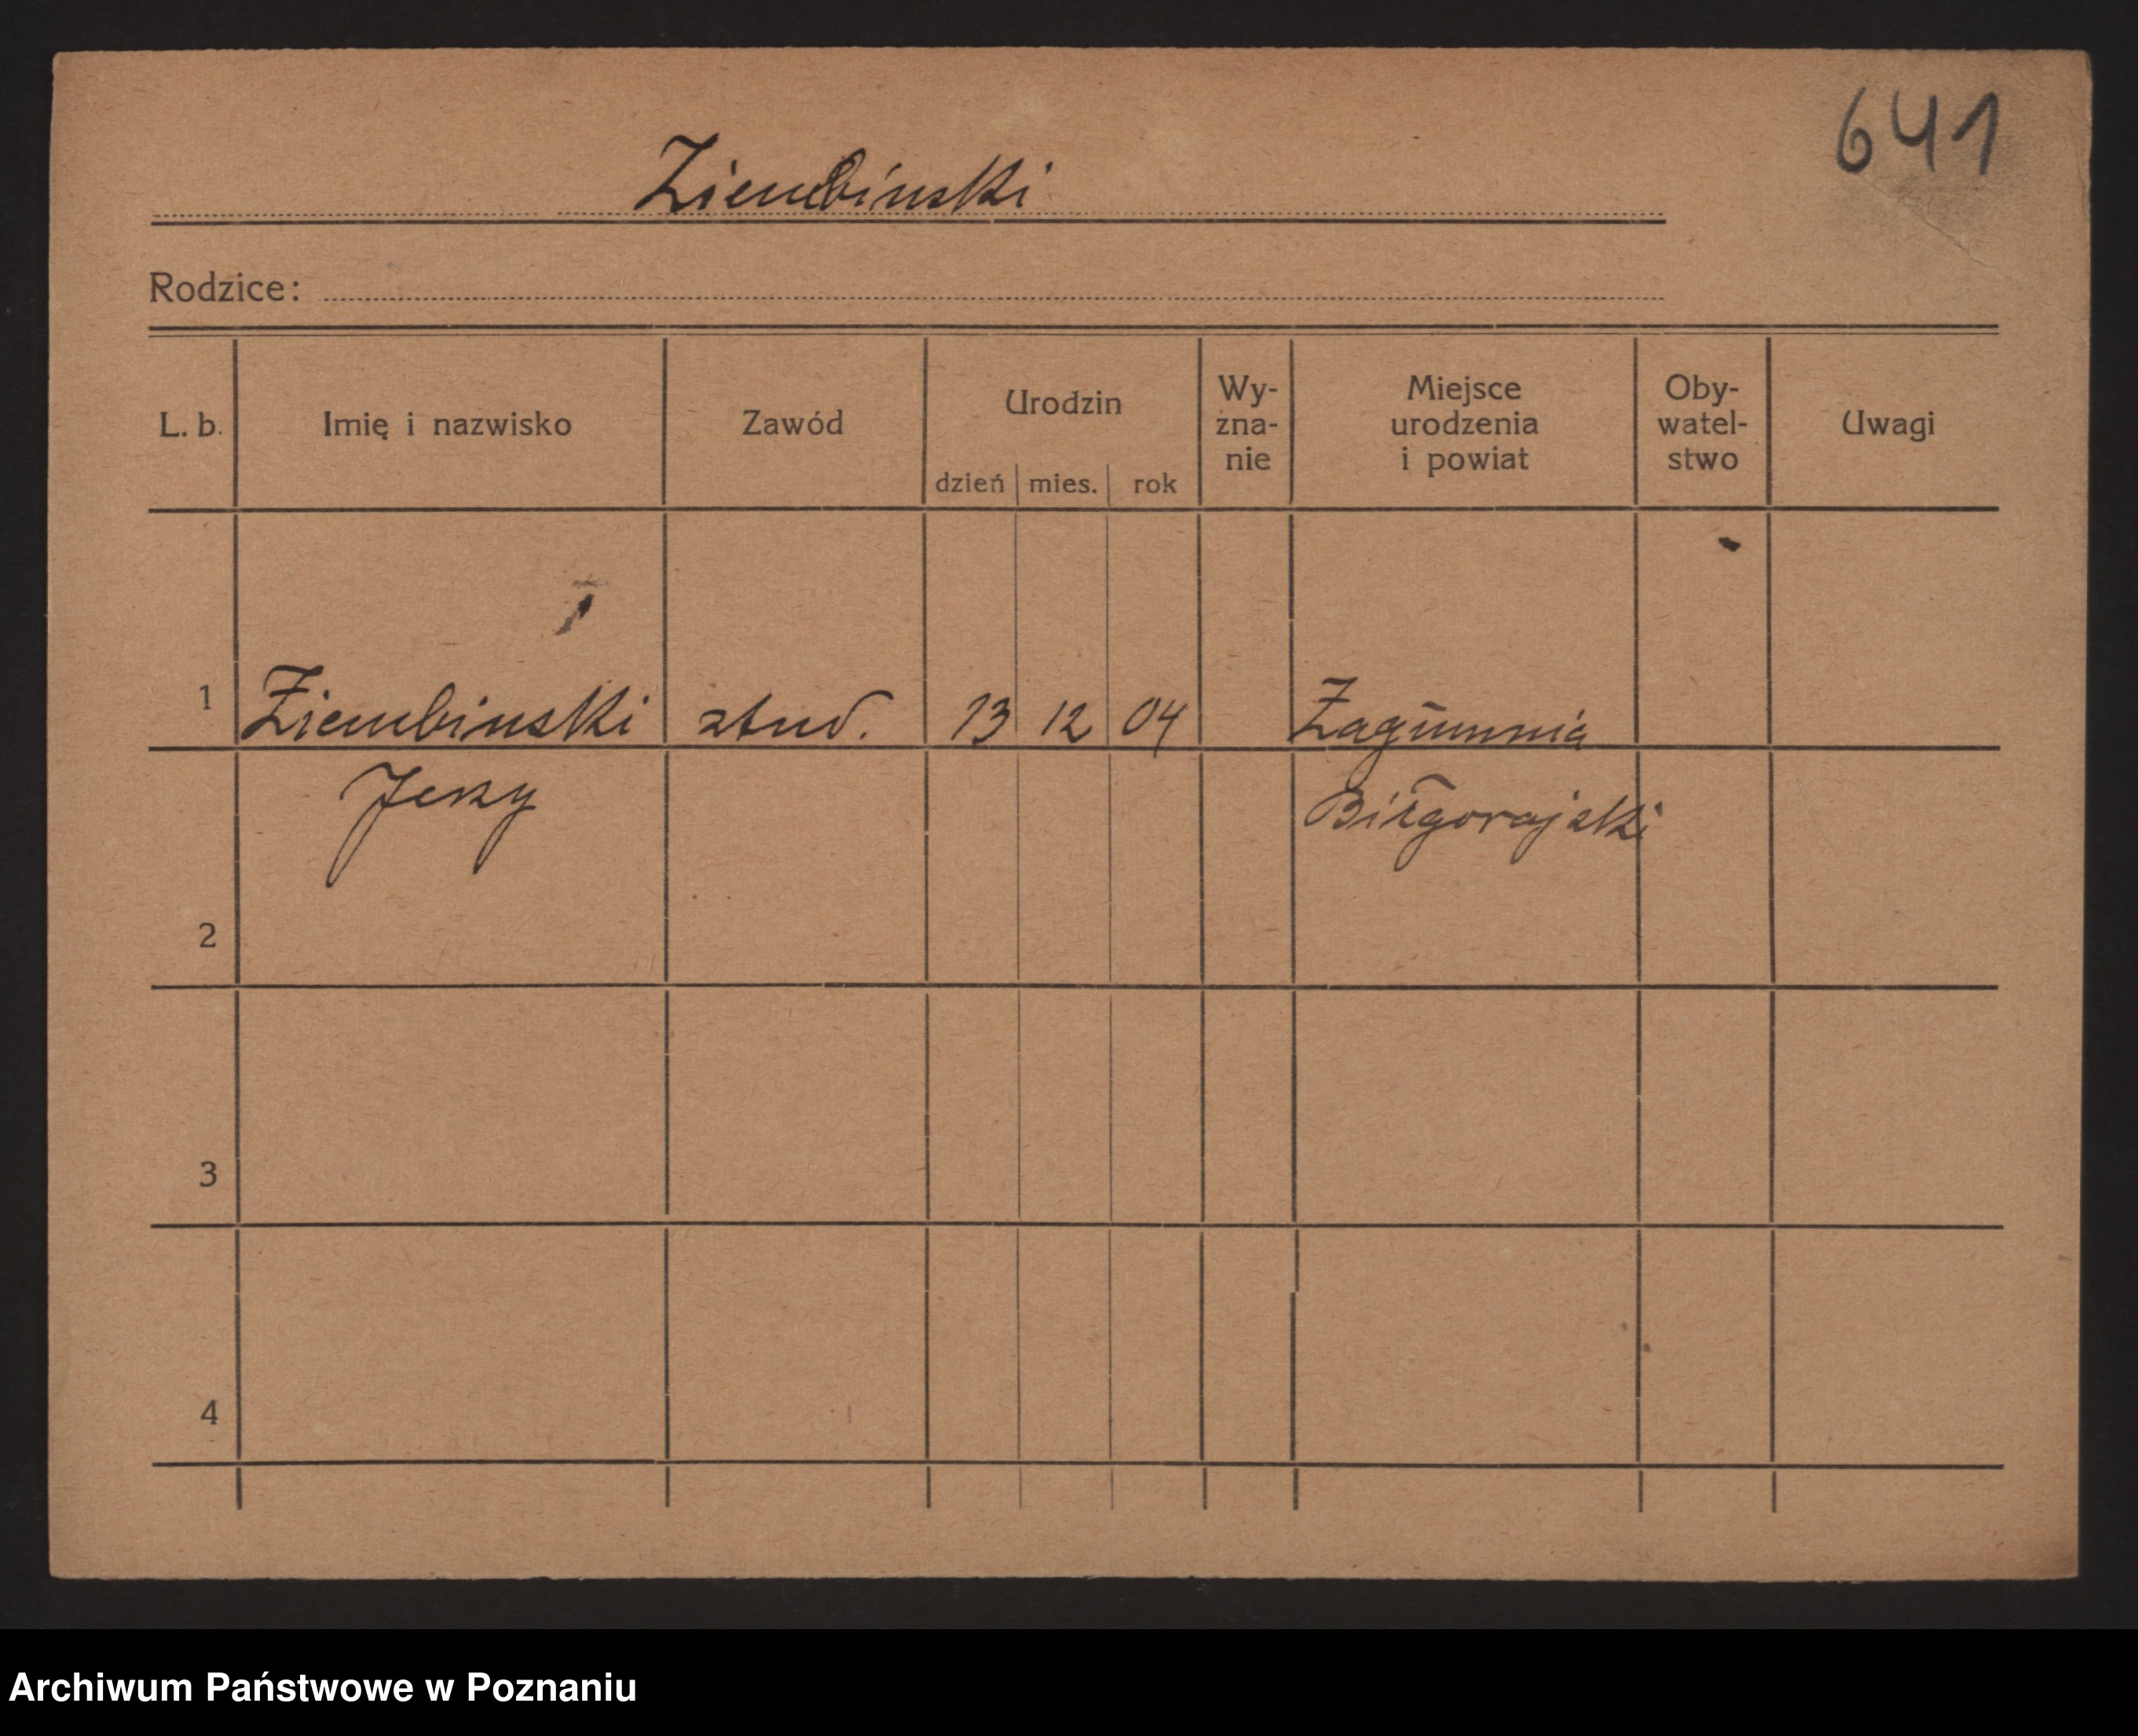 641
Ziembinski
Rodzice:
L. b. Imię i nazwisko Zawód Urodzin dzień mies. rok Wy-zna-nie Miejsce urodzenia i powiat Oby-watel-stwo Uwagi
1 Ziembinski stud. 13 12 04 Zagumnia
Jerzy Biłgorajski
2
3
4
Archiwum Państwowe w Poznaniu